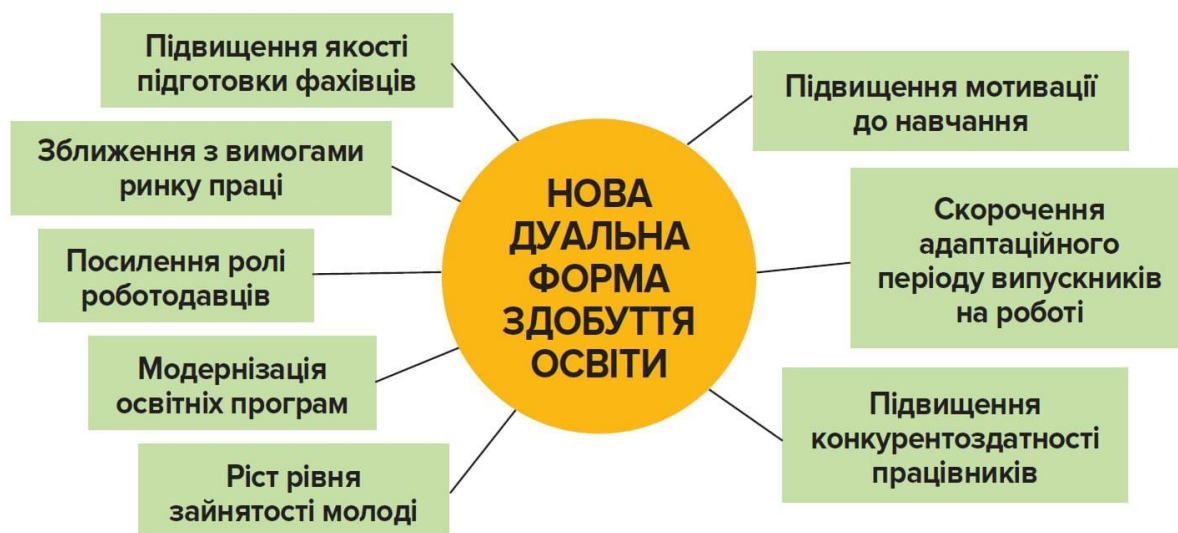 Підвищення якості
підготовки фахівців
Зближення з вимогами
ринку праці
Посилення ролі
роботодавців
Модернізація
освітніх програм
Ріст рівня
зайнятості молоді
НОВА
ДУАЛЬНА
ФОРМА
ЗДОБУТТЯ
ОСВІТИ
Підвищення мотивації
до навчання
Скорочення
адаптаційного
періоду випускників
на роботі
Підвищення
конкурентоздатності
працівників